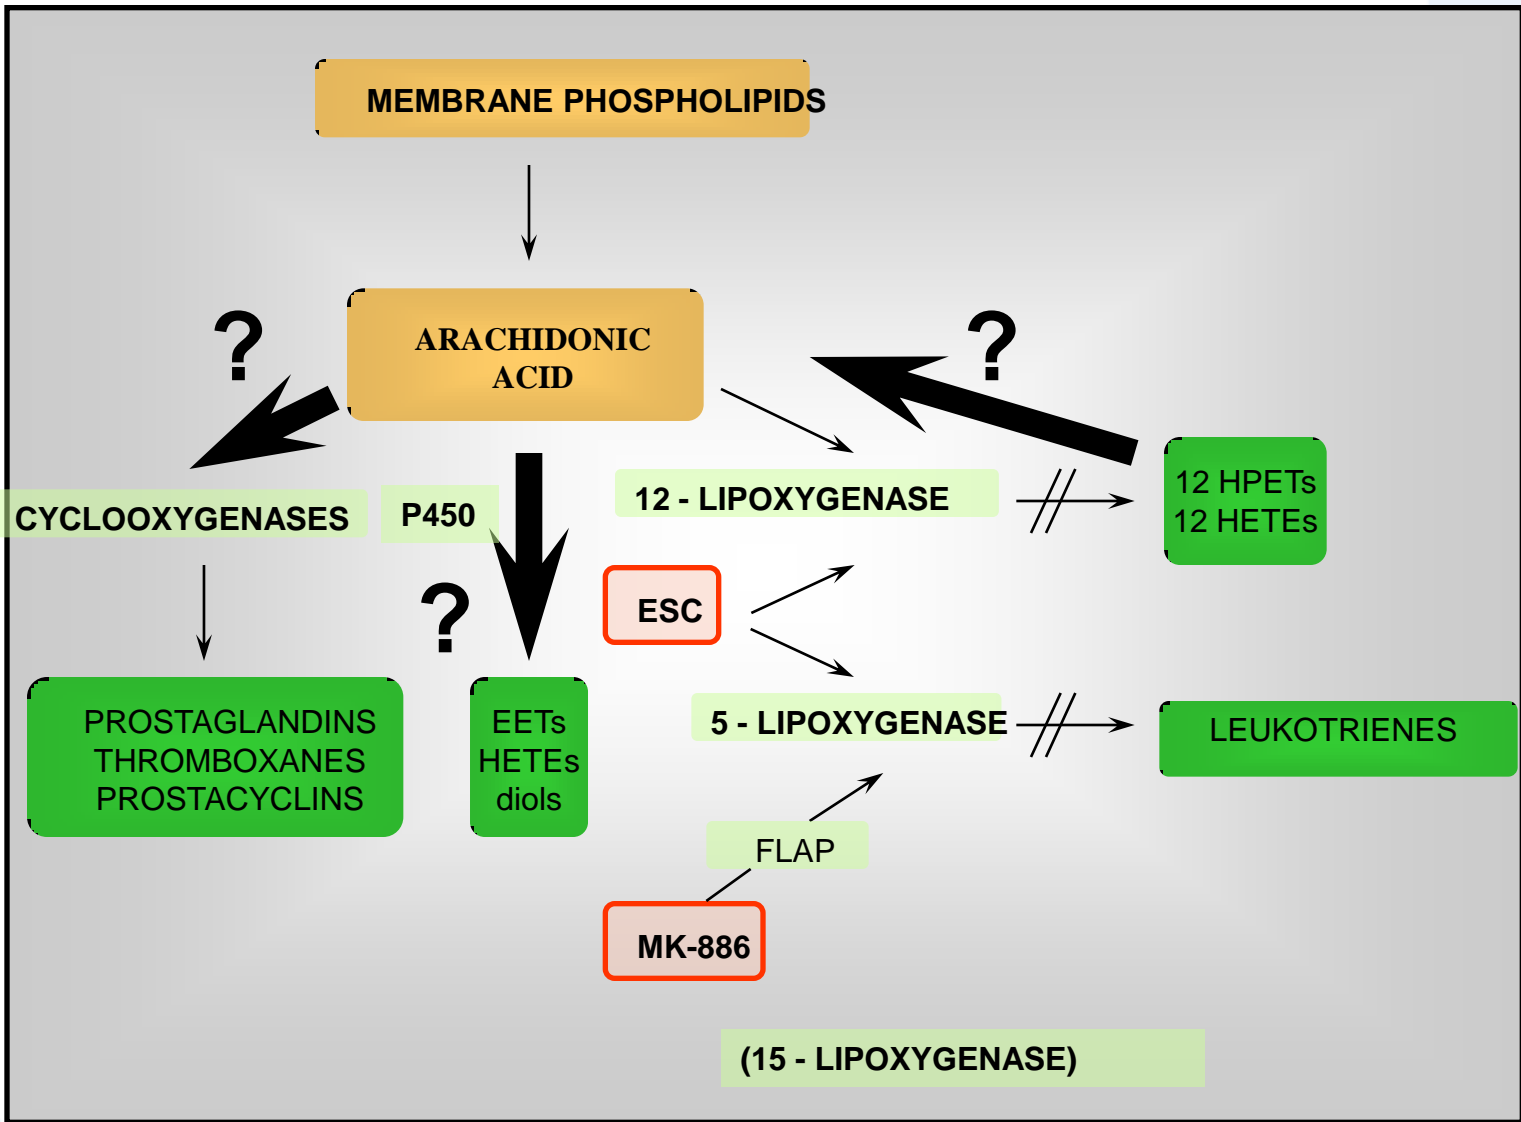 MEMBRANE PHOSPHOLIPIDS
?
ARACHIDONIC
ACID
?
CYCLOOXYGENASES
P450
12 - LIPOXYGENASE
12 HPETs
12 HETEs
?
ESC
PROSTAGLANDINS
THROMBOXANES
PROSTACYCLINS
EETs
HETEs
diols
5 - LIPOXYGENASE
LEUKOTRIENES
FLAP
MK-886
(15 - LIPOXYGENASE)